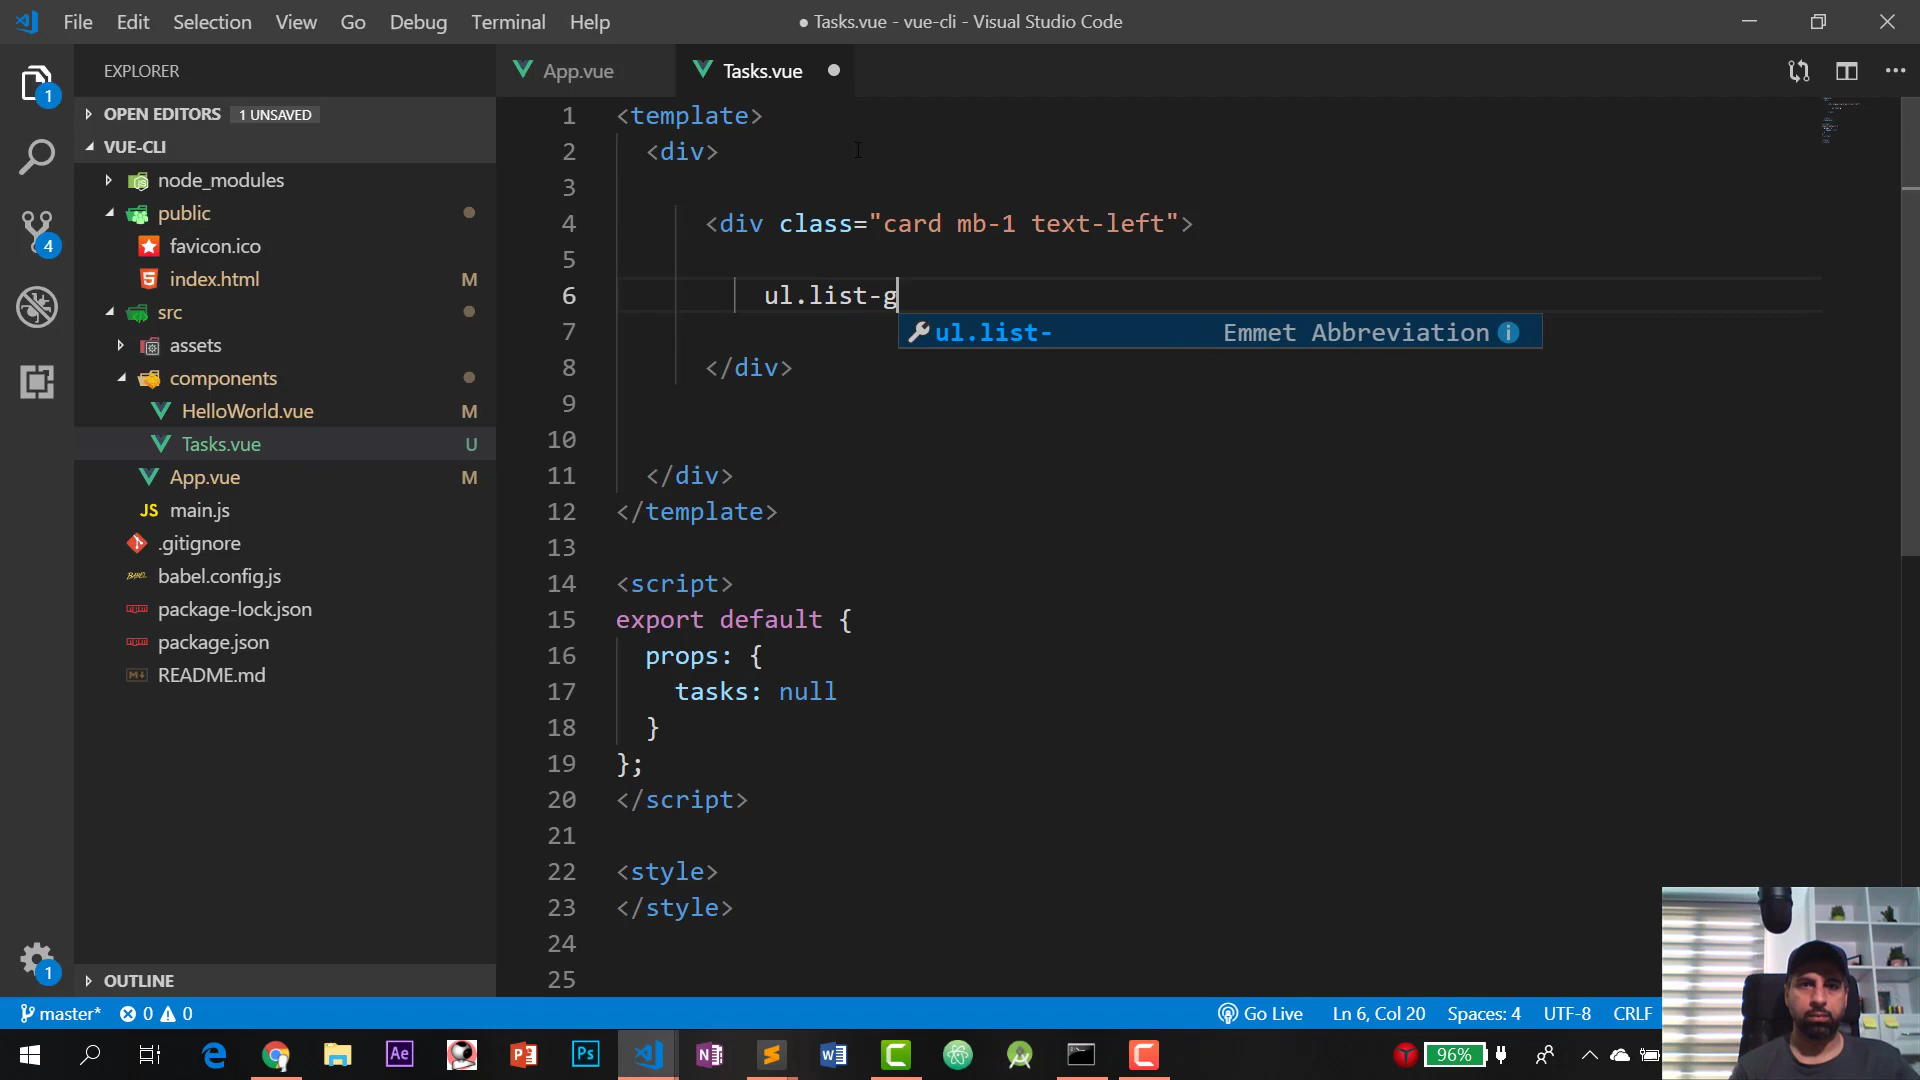 File Edit Selection View Go Debug Terminal Help
● Tasks.vue - vue-cli - Visual Studio Code
EXPLORER
App.vue
Tasks.vue
OPEN EDITORS 1 UNSAVED
VUE-CLI
node_modules
public
favicon.ico
index.html M
src
assets
components
HelloWorld.vue M
Tasks.vue U
App.vue M
main.js
.gitignore
babel.config.js
package-lock.json
package.json
README.md
OUTLINE
1
4
1
1 <template>
2 <div>
3
4 <div class="card mb-1 text-left">
5
6 ul.list-g
ul.list- Emmet Abbreviation
7
8 </div>
9
10
11 </div>
12 </template>
13
14 <script>
15 export default {
16 props: {
17 tasks: null
18 }
19 };
20 </script>
21
22 <style>
23 </style>
24
25
master* 0 0
Go Live Ln 6, Col 20 Spaces: 4 UTF-8 CRLF
96%